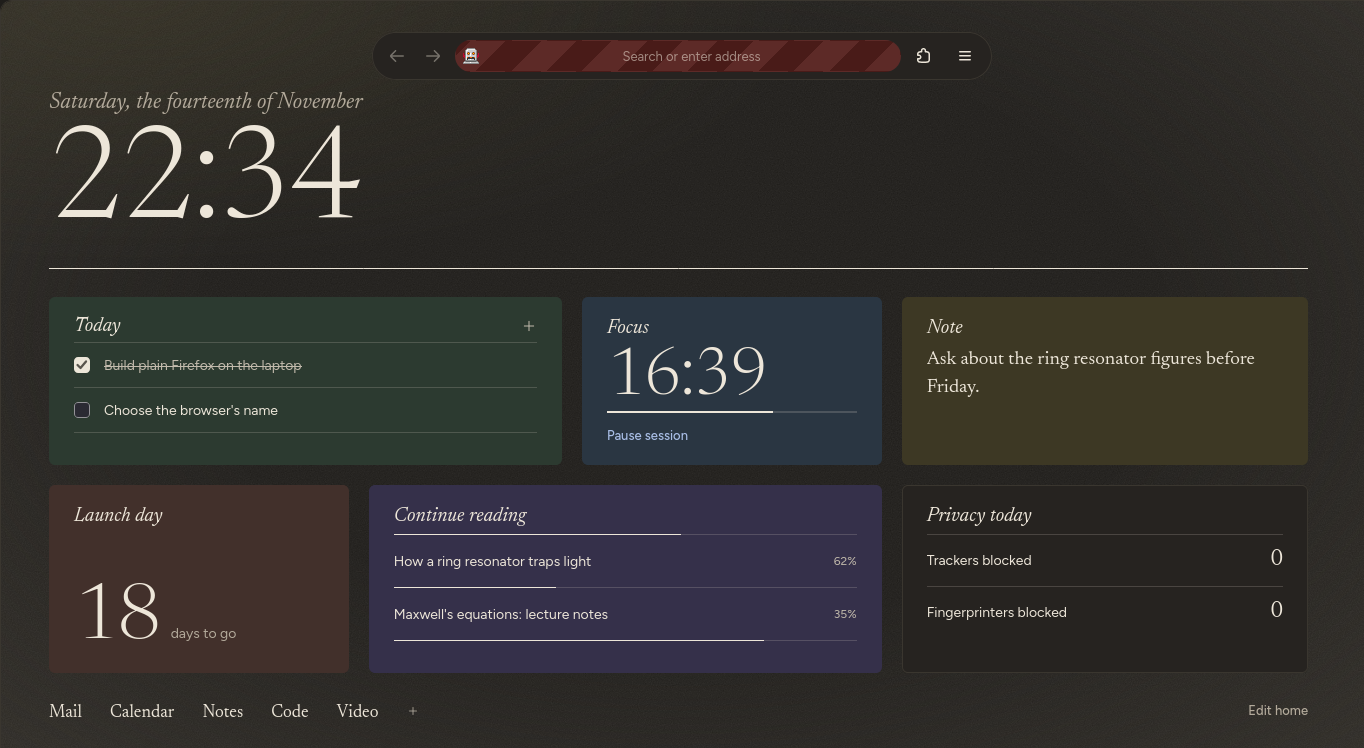 Search or enter address
Saturday, the fourteenth of November
22:34
Today
+
Build plain Firefox on the laptop
Choose the browser's name
Focus
16:39
Pause session
Note
Ask about the ring resonator figures before
Friday.
Launch day
18 days to go
Continue reading
How a ring resonator traps light 62%
Maxwell's equations: lecture notes 35%
Privacy today
Trackers blocked 0
Fingerprinters blocked 0
Mail Calendar Notes Code Video + Edit home